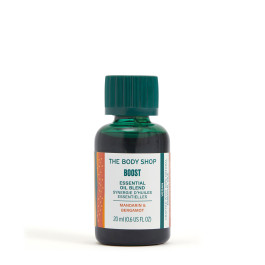 THE BODY SHOP
BOOST
ESSENTIAL
OIL BLEND
SYNERGIE D'HUILES
ESSENTIELLES
MANDARIN &
BERGAMOT
20 ml (0.6 US FL OZ)